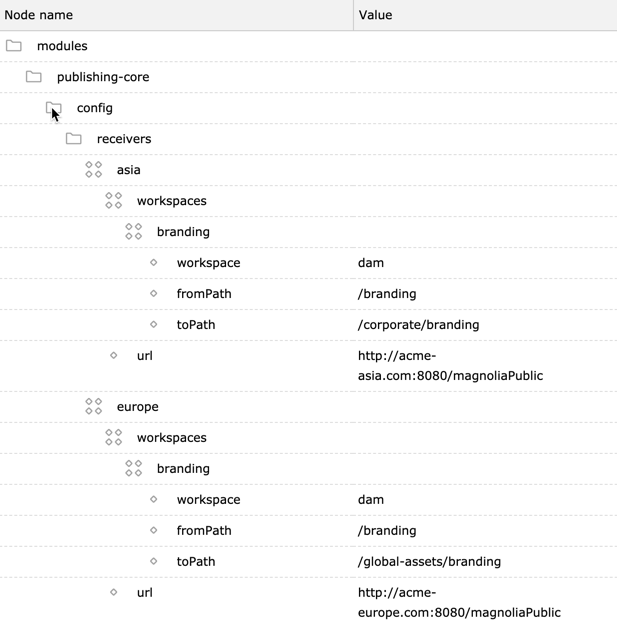 Node name Value
modules
publishing-core
config
receivers
asia
workspaces
branding
workspace dam
fromPath /branding
toPath /corporate/branding
url http://acme-
asia.com:8080/magnoliaPublic
europe
workspaces
branding
workspace dam
fromPath /branding
toPath /global-assets/branding
url http://acme-
europe.com:8080/magnoliaPublic